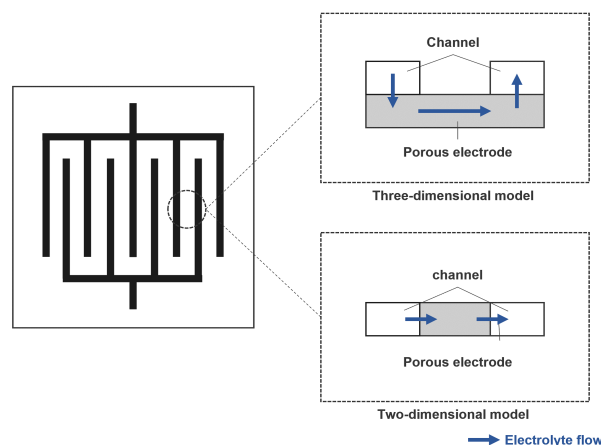 Channel
Porous electrode
Three-dimensional model
channel
Porous electrode
Two-dimensional model
Electrolyte flow